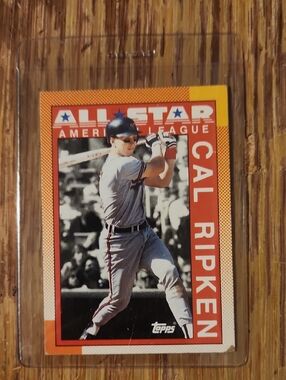 ALL STAR
AMERICAN LEAGUE
CAL RIPKEN
Topps